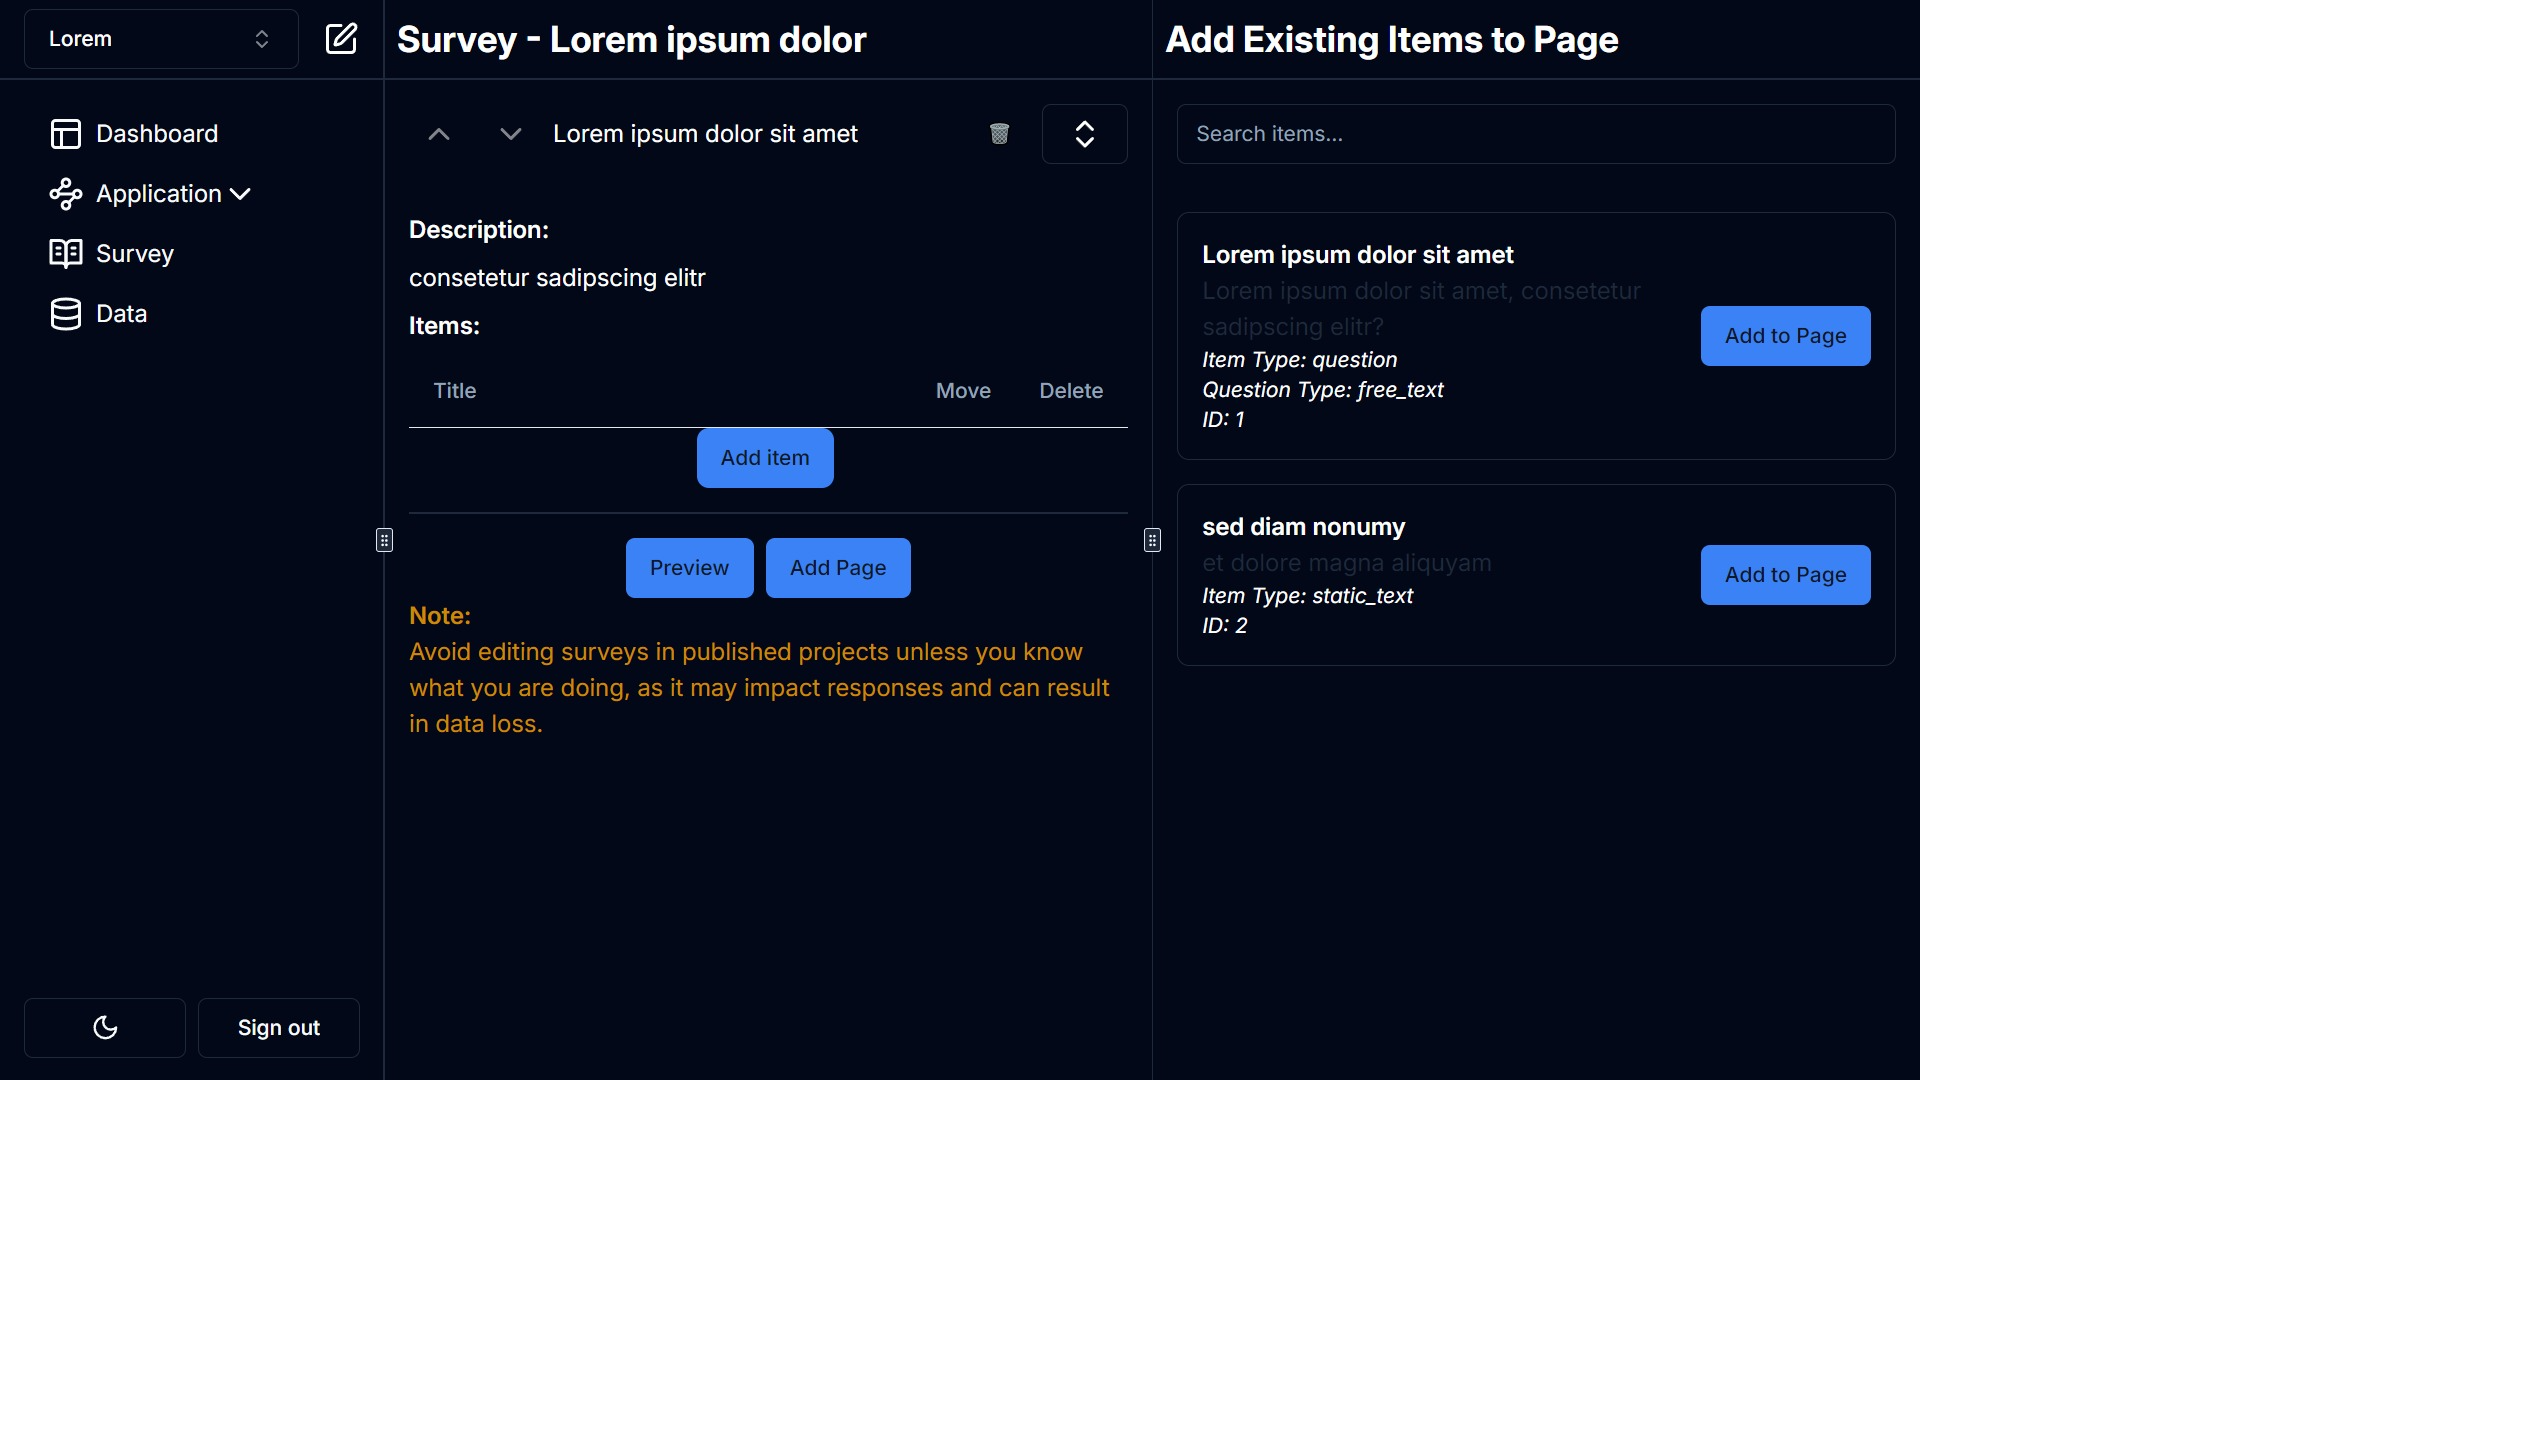 Lorem
Survey - Lorem ipsum dolor
Add Existing Items to Page
Dashboard
Application
Survey
Data
Sign out
Lorem ipsum dolor sit amet
Description:
consetetur sadipscing elitr
Items:
Title Move Delete
Add item
Preview Add Page
Note:
Avoid editing surveys in published projects unless you know
what you are doing, as it may impact responses and can result
in data loss.
Search items...
Lorem ipsum dolor sit amet
Lorem ipsum dolor sit amet, consetetur
sadipscing elitr?
Item Type: question
Question Type: free_text
ID: 1
Add to Page
sed diam nonumy
et dolore magna aliquyam
Item Type: static_text
ID: 2
Add to Page